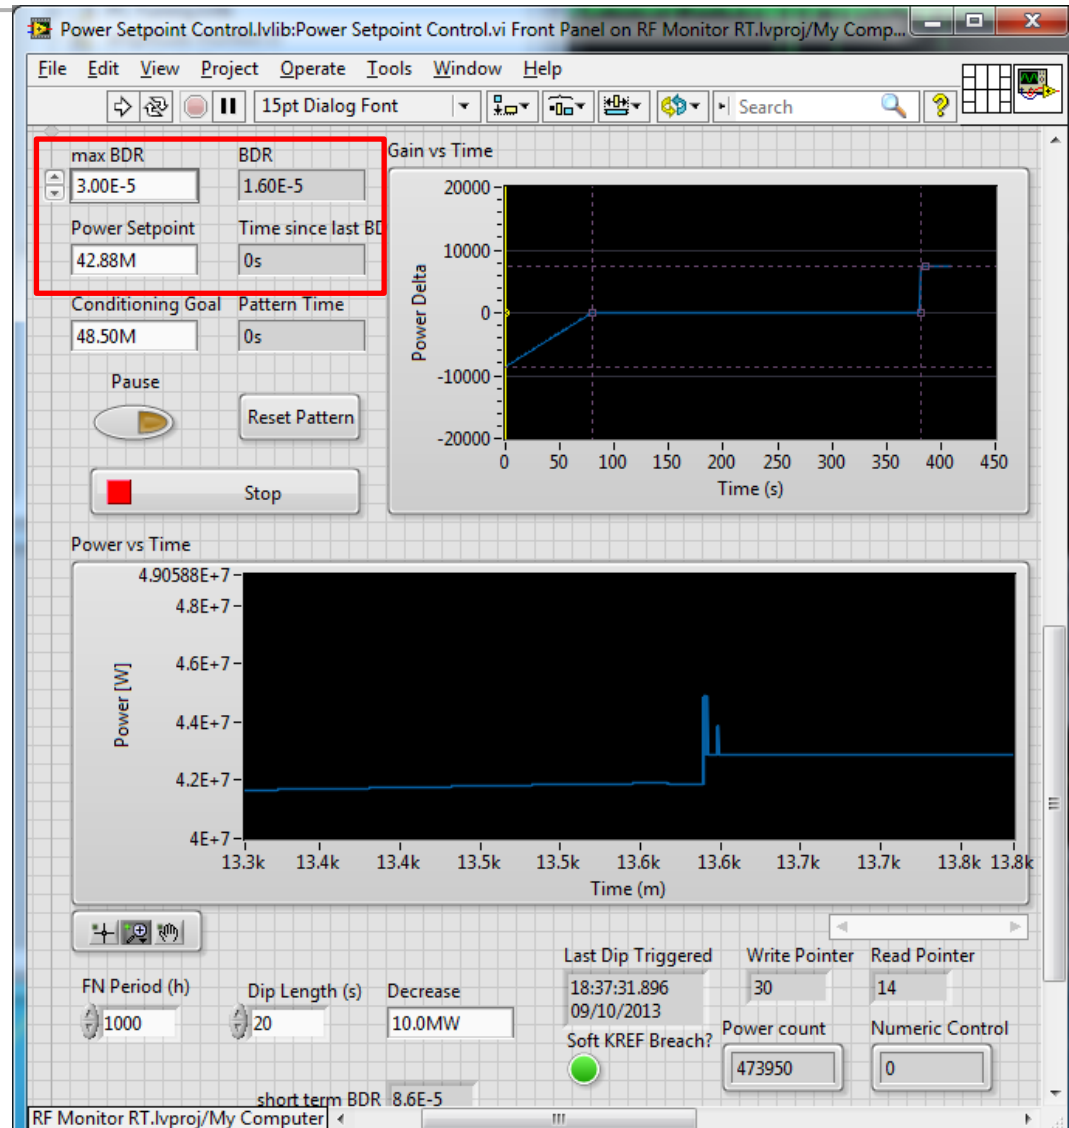 Power Setpoint Control.lvlib:Power Setpoint Control.vi Front Panel on RF Monitor RT.lvproj/My Comp...
File Edit View Project Operate Tools Window Help
15pt Dialog Font Search
max BDR BDR
3.00E-5 1.60E-5
Power Setpoint Time since last BD
42.88M 0s
Conditioning Goal Pattern Time
48.50M 0s
Pause
Reset Pattern
Stop
Gain vs Time
20000
10000
0
-10000
-20000
Power Delta
0 50 100 150 200 250 300 350 400 450
Time (s)
Power vs Time
4.90588E+7
4.8E+7
4.6E+7
4.4E+7
4.2E+7
4E+7
Power [W]
13.3k 13.4k 13.4k 13.5k 13.5k 13.6k 13.6k 13.7k 13.7k 13.8k 13.8k
Time (m)
Last Dip Triggered Write Pointer Read Pointer
18:37:31.896 30 14
09/10/2013
FN Period (h) Dip Length (s) Decrease
1000 20 10.0MW
Soft KREF Breach? Power count Numeric Control
473950 0
short term BDR 8.6E-5
RF Monitor RT.lvproj/My Computer